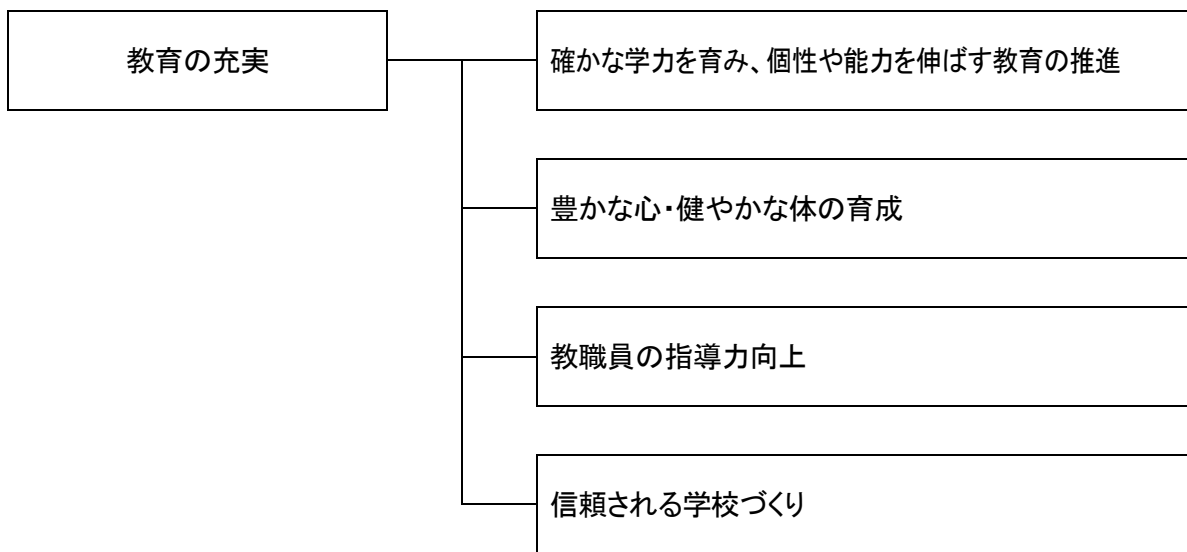 教育の充実
確かな学力を育み、個性や能力を伸ばす教育の推進
豊かな心・健やかな体の育成
教職員の指導力向上
信頼される学校づくり